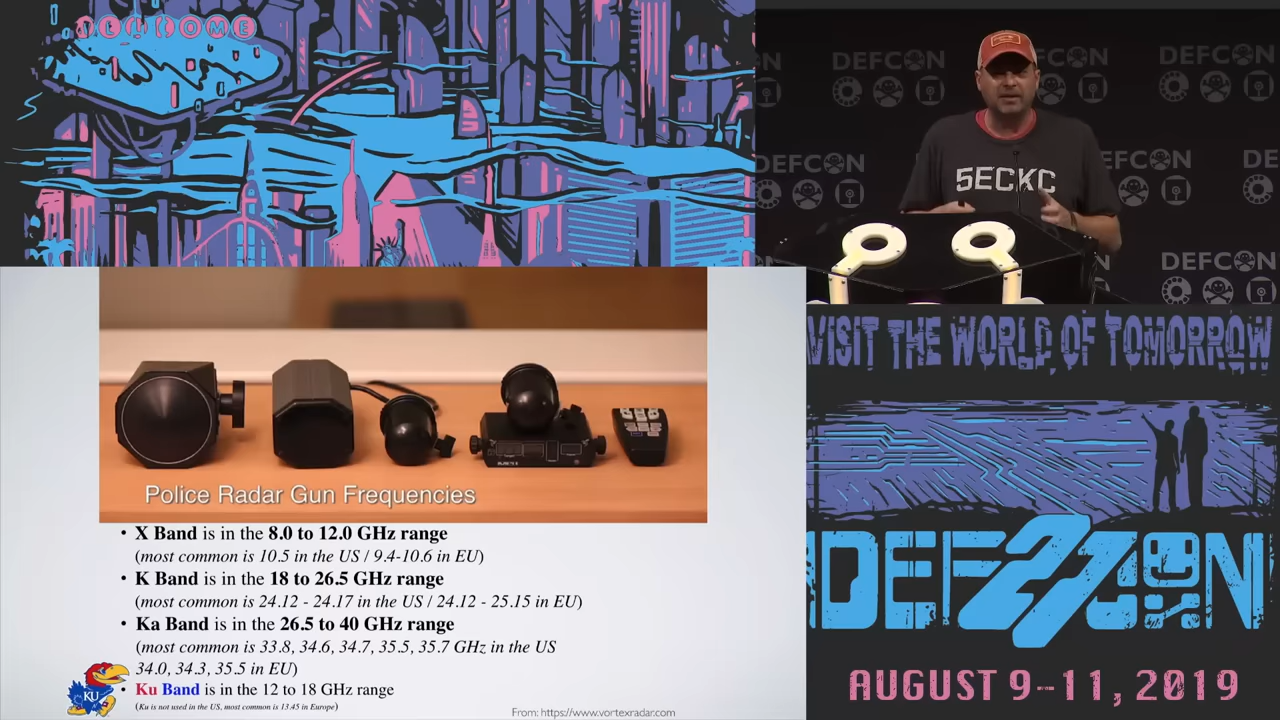 WELCOME
DEFCON
DEFCON
DEFCON
5ECKC
DEFCON
EFCON
DE
DEFCON
VISIT THE WORLD OF TOMORROW
Police Radar Gun Frequencies
• X Band is in the 8.0 to 12.0 GHz range
(most common is 10.5 in the US / 9.4-10.6 in EU)
• K Band is in the 18 to 26.5 GHz range
(most common is 24.12 - 24.17 in the US / 24.12 - 25.15 in EU)
• Ka Band is in the 26.5 to 40 GHz range
(most common is 33.8, 34.6, 34.7, 35.5, 35.7 GHz in the US
34.0, 34.3, 35.5 in EU)
KU
• Ku Band is in the 12 to 18 GHz range
(Ku is not used in the US, most common is 13.45 in Europe)
From: https://www.vortexradar.com
DEF27CON
AUGUST 9-11, 2019